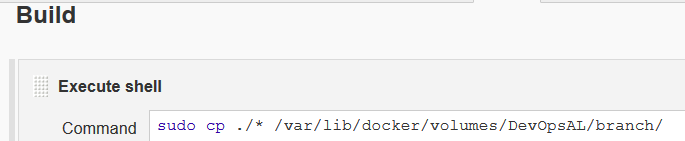 Build
Execute shell
Command sudo cp ./* /var/lib/docker/volumes/DevOpsAL/branch/